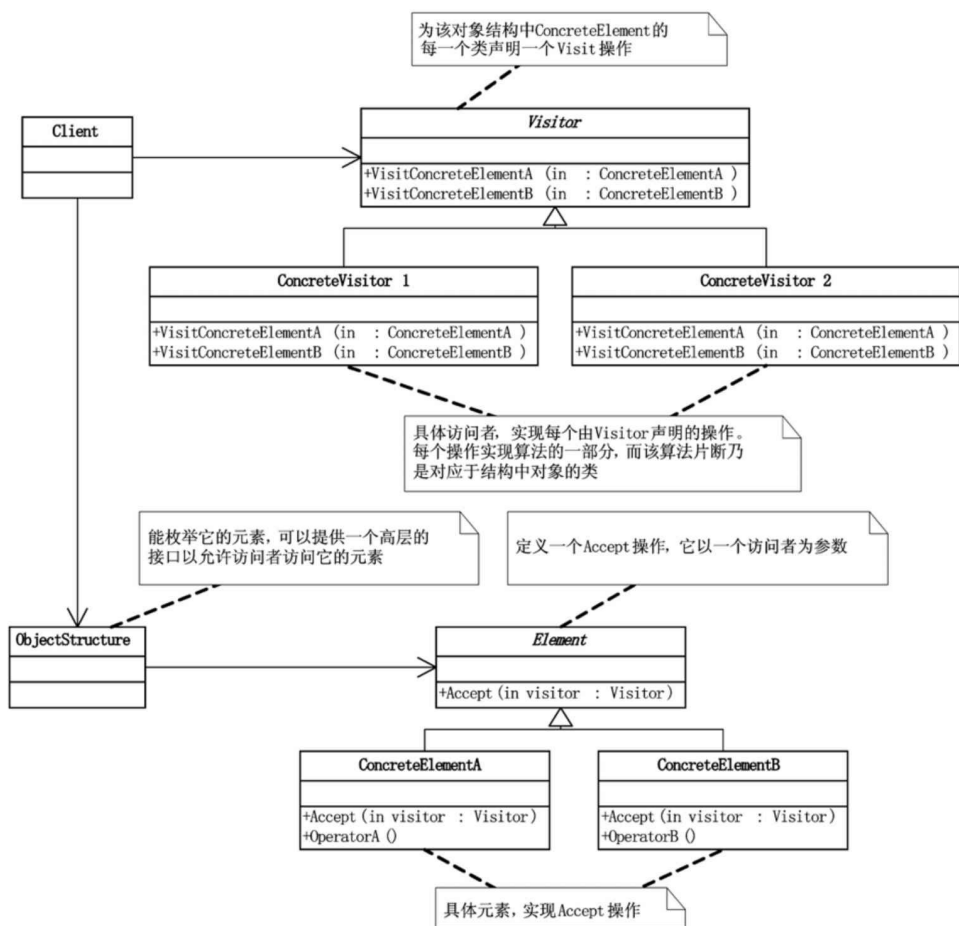 为该对象结构中ConcreteElement的
每一个类声明一个Visit操作
Client
Visitor
+VisitConcreteElementA (in : ConcreteElementA )
+VisitConcreteElementB (in : ConcreteElementB )
ConcreteVisitor 1
+VisitConcreteElementA (in : ConcreteElementA )
+VisitConcreteElementB (in : ConcreteElementB )
ConcreteVisitor 2
+VisitConcreteElementA (in : ConcreteElementA )
+VisitConcreteElementB (in : ConcreteElementB )
具体访问者，实现每个由Visitor声明的操作。
每个操作实现算法的一部分，而该算法片断乃
是对应于结构中对象的类
能枚举它的元素，可以提供一个高层的
接口以允许访问者访问它的元素
定义一个Accept操作，它以一个访问者为参数
ObjectStructure
Element
+Accept(in visitor : Visitor)
ConcreteElementA
+Accept(in visitor : Visitor)
+OperatorA()
ConcreteElementB
+Accept(in visitor : Visitor)
+OperatorB()
具体元素，实现Accept操作